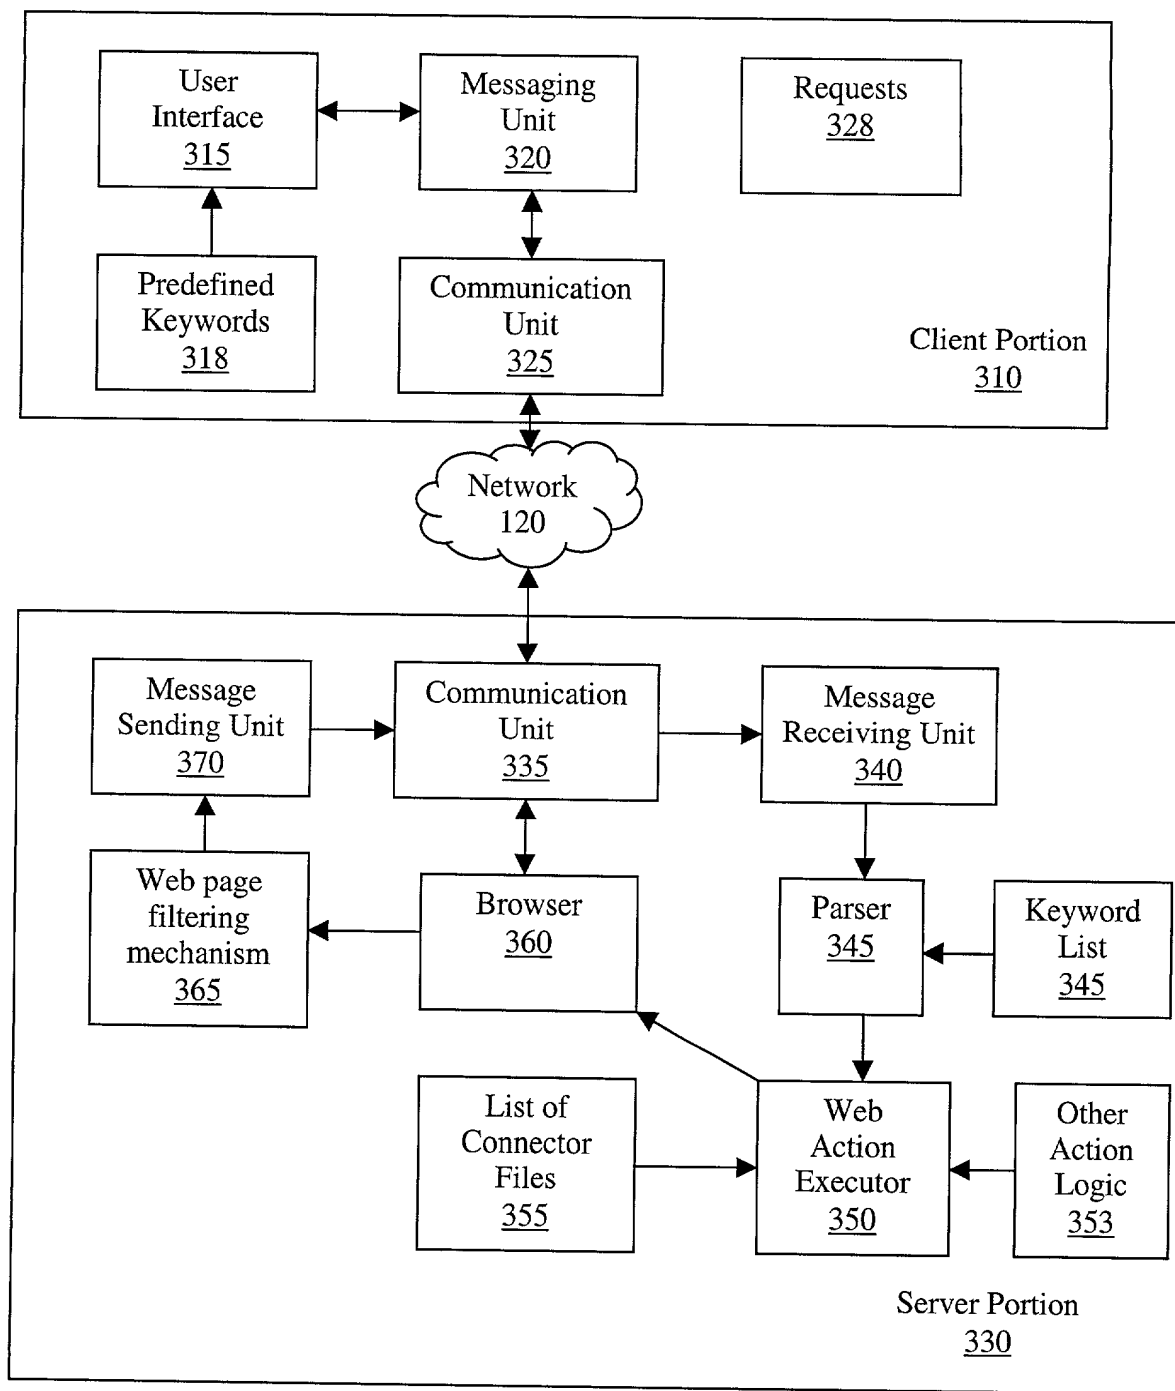 User
Interface
315
Messaging
Unit
320
Requests
328
Predefined
Keywords
318
Communication
Unit
325
Client Portion
310
Network
120
Message
Sending Unit
370
Communication
Unit
335
Message
Receiving Unit
340
Web page
filtering
mechanism
365
Browser
360
Parser
345
Keyword
List
345
List of
Connector
Files
355
Web
Action
Executor
350
Other
Action
Logic
353
Server Portion
330